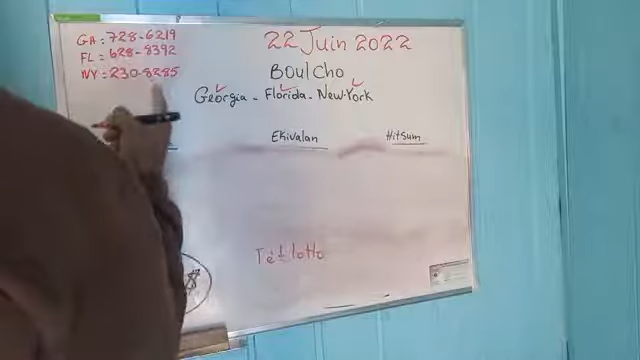 GA: 728-6219
FL: 628-8392
NY: 230-8285
22 Juin 2022
Boulcho
Georgia - Florida - New-York
Ekivalan HitSum
Tèt lotto